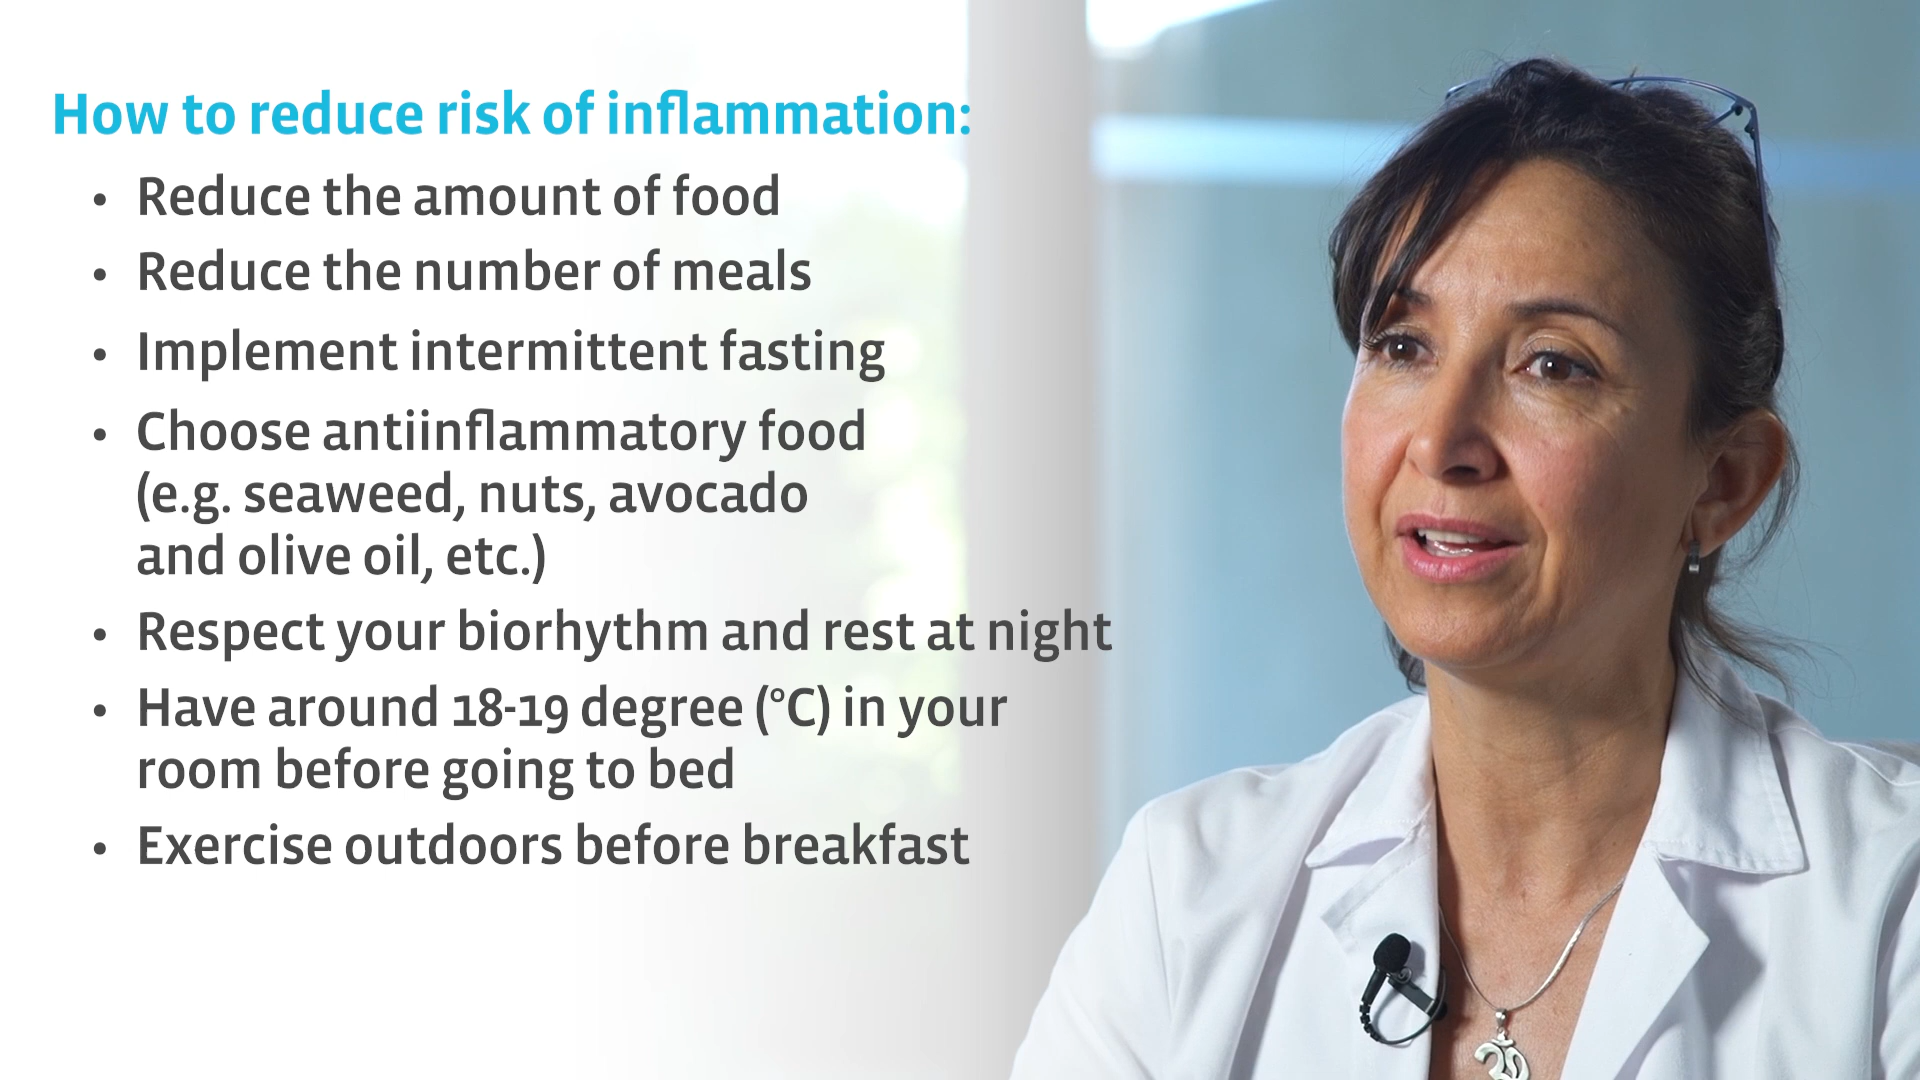 How to reduce risk of inflammation:
• Reduce the amount of food
• Reduce the number of meals
• Implement intermittent fasting
• Choose antiinflammatory food
(e.g. seaweed, nuts, avocado
and olive oil, etc.)
• Respect your biorhythm and rest at night
• Have around 18-19 degree (°C) in your
room before going to bed
• Exercise outdoors before breakfast